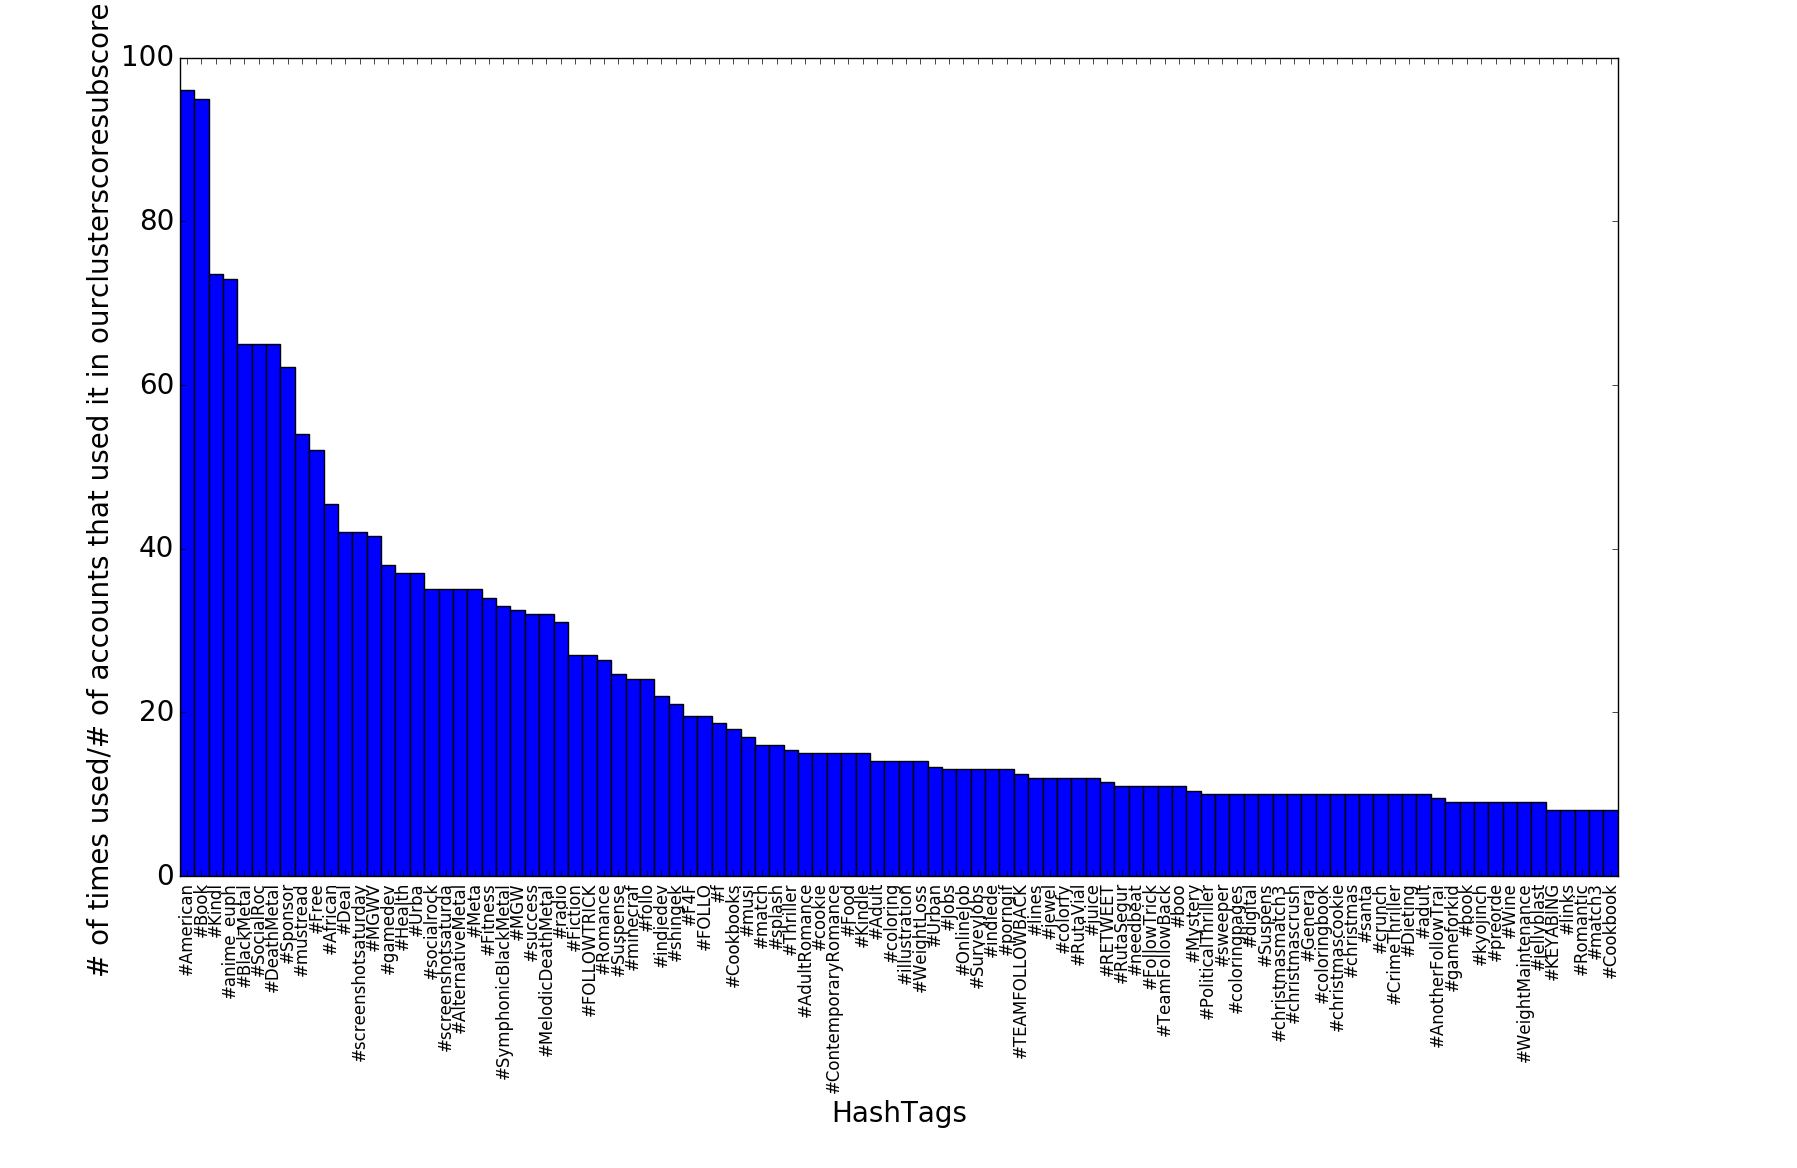 # of times used/# of accounts that used it in ourclusterscoresubscore
100
80
60
40
20
0
#American
#Book
#Kindl
#anime_euph
#BlackMetal
#SocialRoc
#DeathMetal
#Sponsor
#mustread
#Free
#African
#Deal
#screenshotsaturday
#MGWV
#gamedev
#Health
#Urba
#socialrock
#screenshotsaturda
#AlternativeMetal
#Meta
#Fitness
#SymphonicBlackMetal
#MGW
#success
#MelodicDeathMetal
#radio
#Fiction
#FOLLOWTRICK
#Romance
#Suspense
#minecraf
#follo
#indiedev
#shingek
#F4F
#FOLLO
#f
#Cookbooks
#musi
#match
#splash
#Thriller
#AdultRomance
#cookie
#ContemporaryRomance
#Food
#Kindle
#Adult
#coloring
#illustration
#WeightLoss
#Urban
#jobs
#OnlineJob
#SurveyJobs
#indiede
#porngif
#TEAMFOLLOWBACK
#lines
#jewel
#colorfy
#RutaVial
#juice
#RETWEET
#RutaSegur
#needbeat
#FollowTrick
#TeamFollowBack
#boo
#Mystery
#PoliticalThriller
#sweeper
#coloringpages
#digital
#Suspens
#christmasmatch3
#christmascrush
#General
#coloringbook
#christmascookie
#christmas
#santa
#crunch
#CrimeThriller
#Dieting
#adult
#AnotherFollowTrai
#gameforkid
#book
#kyojinch
#preorde
#Wine
#WeightMaintenance
#jellyblast
#KEYABING
#links
#Romantic
#match3
#Cookbook
HashTags